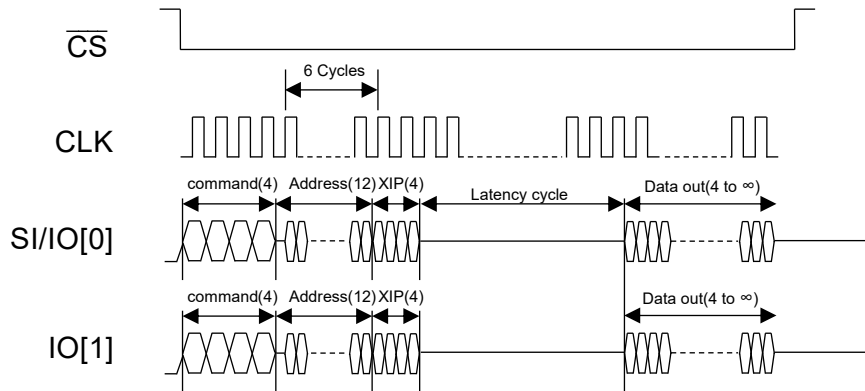 CS
6 Cycles
CLK
command(4) Address(12) XIP(4) Latency cycle Data out(4 to ∞)
SI/IO[0]
command(4) Address(12) XIP(4) Data out(4 to ∞)
IO[1]